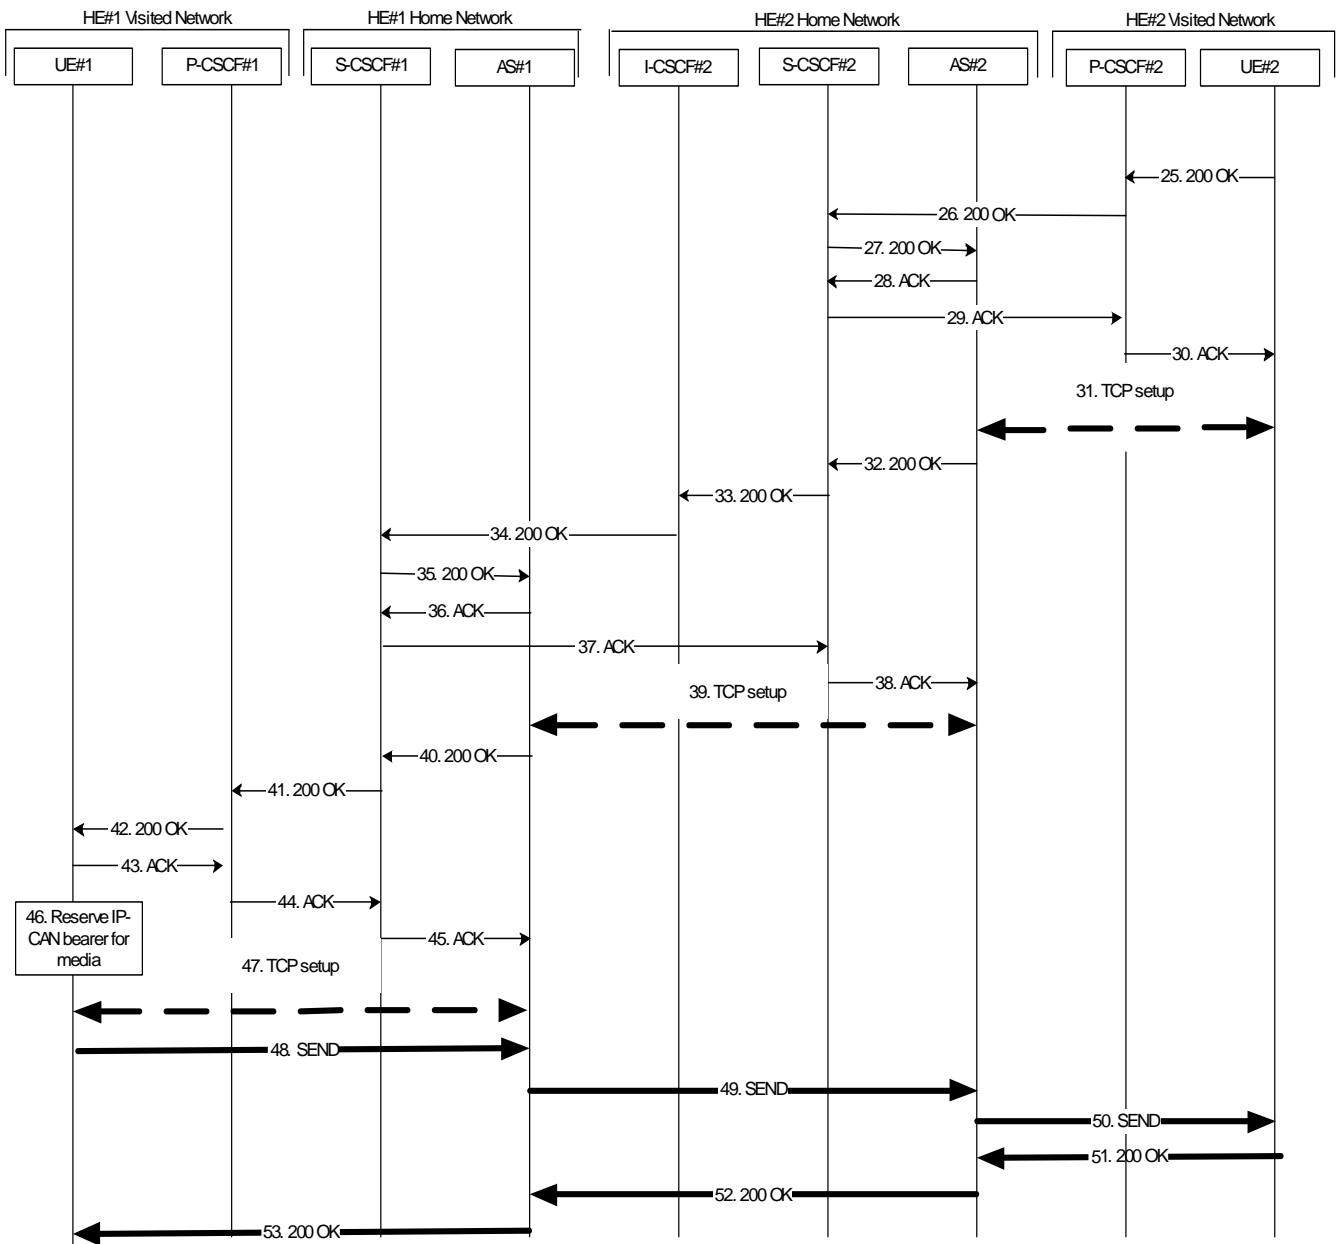 HE#1 Visited Network
HE#1 Home Network
HE#2 Home Network
HE#2 Visited Network
UE#1
P-CSCF#1
S-CSCF#1
AS#1
I-CSCF#2
S-CSCF#2
AS#2
P-CSCF#2
UE#2
25. 200 OK
26. 200 OK
27. 200 OK
28. ACK
29. ACK
30. ACK
31. TCP setup
32. 200 OK
33. 200 OK
34. 200 OK
35. 200 OK
36. ACK
37. ACK
38. ACK
39. TCP setup
40. 200 OK
41. 200 OK
42. 200 OK
43. ACK
44. ACK
46. Reserve IP-
CAN bearer for
media
45. ACK
47. TCP setup
48. SEND
49. SEND
50. SEND
51. 200 OK
52. 200 OK
53. 200 OK